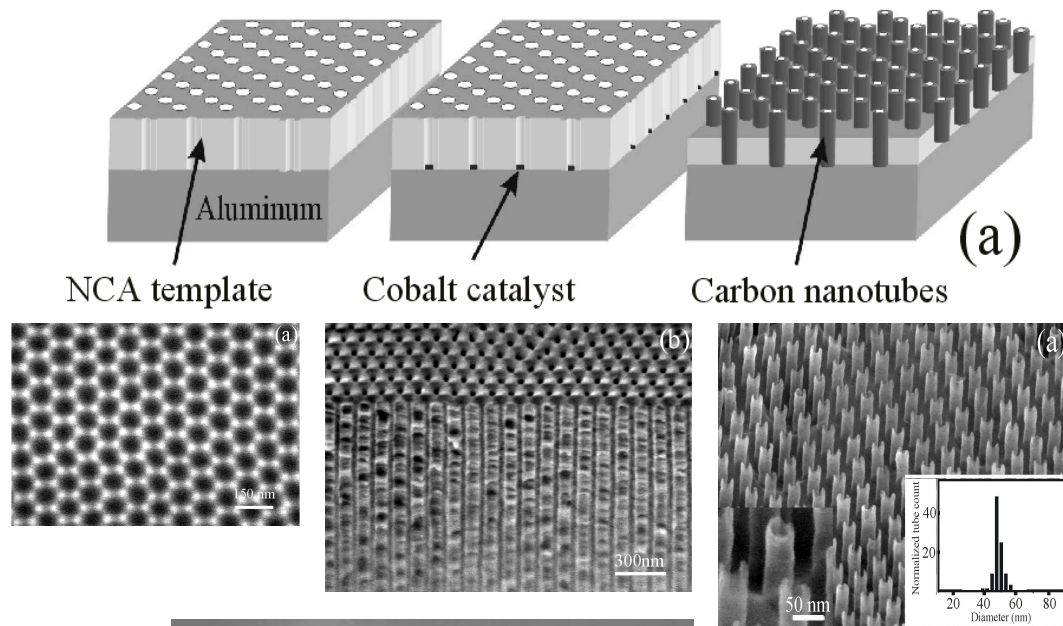 Aluminum
(a)
NCA template
Cobalt catalyst
Carbon nanotubes
(a)
150 nm
(b)
300nm
(a)
50 nm
Normalized tube count
40
20
20 40 60 80
Diameter (nm)